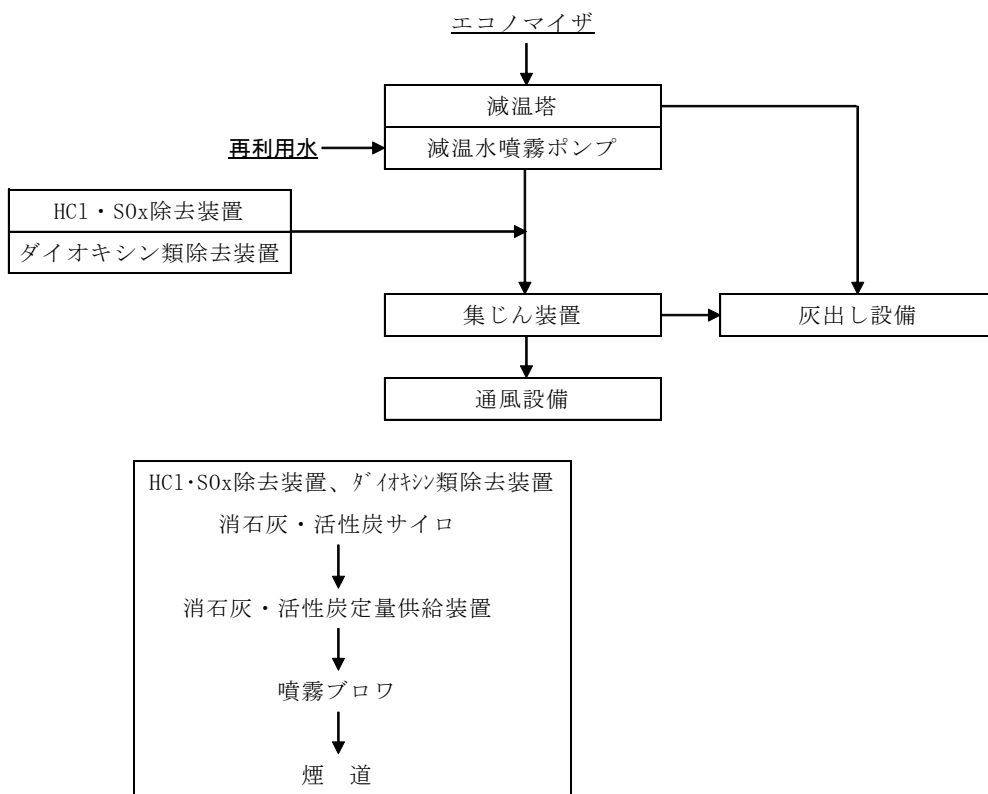 エコノマイザ
減温塔
再利用水
減温水噴霧ポンプ
HCl・SOx除去装置
ダイオキシン類除去装置
集じん装置
灰出し設備
通風設備
HCl・SOx除去装置、ﾀﾞｲｵｷｼﾝ類除去装置
消石灰・活性炭サイロ
消石灰・活性炭定量供給装置
噴霧ブロワ
煙　道